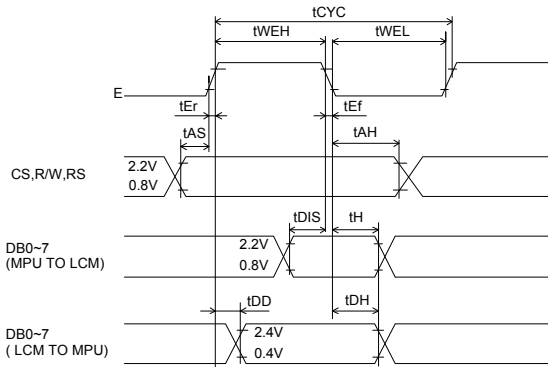 tCYC
tWEH tWEL
E
tEr tEf
tAS tAH
CS,R/W,RS
2.2V
0.8V
tDIS tH
DB0~7
(MPU TO LCM)
2.2V
0.8V
tDD tDH
DB0~7
( LCM TO MPU)
2.4V
0.4V